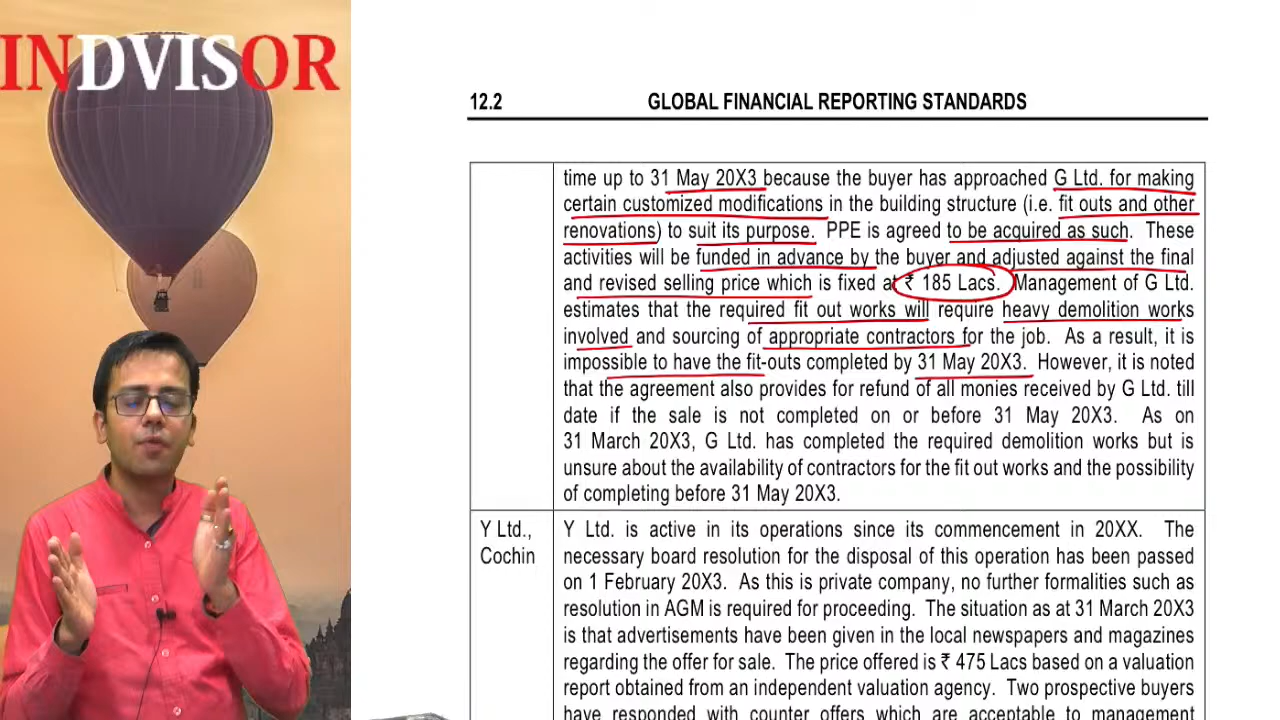 INDVISOR
12.2 GLOBAL FINANCIAL REPORTING STANDARDS
time up to 31 May 20X3 because the buyer has approached G Ltd. for making
certain customized modifications in the building structure (i.e. fit outs and other
renovations) to suit its purpose. PPE is agreed to be acquired as such. These
activities will be funded in advance by the buyer and adjusted against the final
and revised selling price which is fixed at ₹ 185 Lacs. Management of G Ltd.
estimates that the required fit out works will require heavy demolition works
involved and sourcing of appropriate contractors for the job. As a result, it is
impossible to have the fit-outs completed by 31 May 20X3. However, it is noted
that the agreement also provides for refund of all monies received by G Ltd. till
date if the sale is not completed on or before 31 May 20X3. As on
31 March 20X3, G Ltd. has completed the required demolition works but is
unsure about the availability of contractors for the fit out works and the possibility
of completing before 31 May 20X3.
Y Ltd.,
Cochin
Y Ltd. is active in its operations since its commencement in 20XX. The
necessary board resolution for the disposal of this operation has been passed
on 1 February 20X3. As this is private company, no further formalities such as
resolution in AGM is required for proceeding. The situation as at 31 March 20X3
is that advertisements have been given in the local newspapers and magazines
regarding the offer for sale. The price offered is ₹ 475 Lacs based on a valuation
report obtained from an independent valuation agency. Two prospective buyers
have responded with counter offers which are acceptable to management